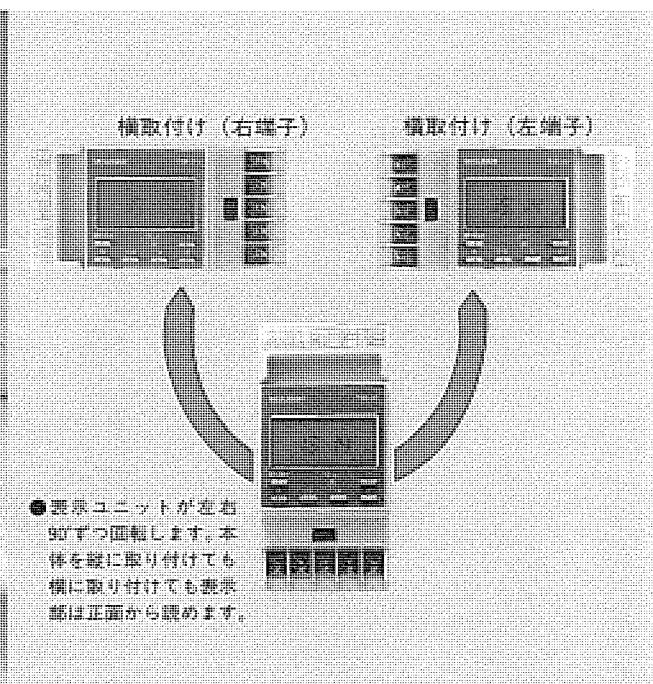 横取付け（右端子）
横取付け（左端子）
●表示ユニットが左右
90°ずつ回転します。本
体を縦に取り付けても
横に取り付けても表示
部は正面から読めます。